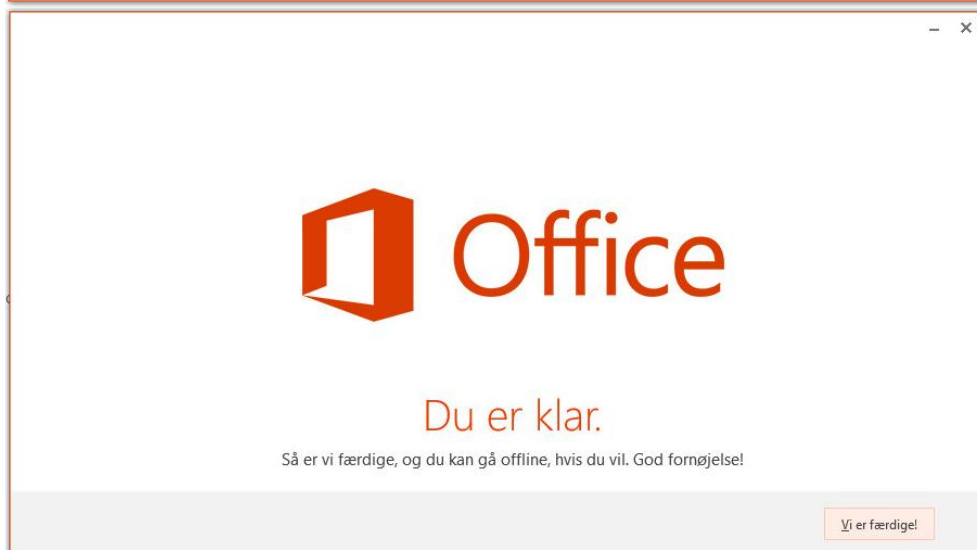 Office
Du er klar.
Så er vi færdige, og du kan gå offline, hvis du vil. God fornøjelse!
Vi er færdige!